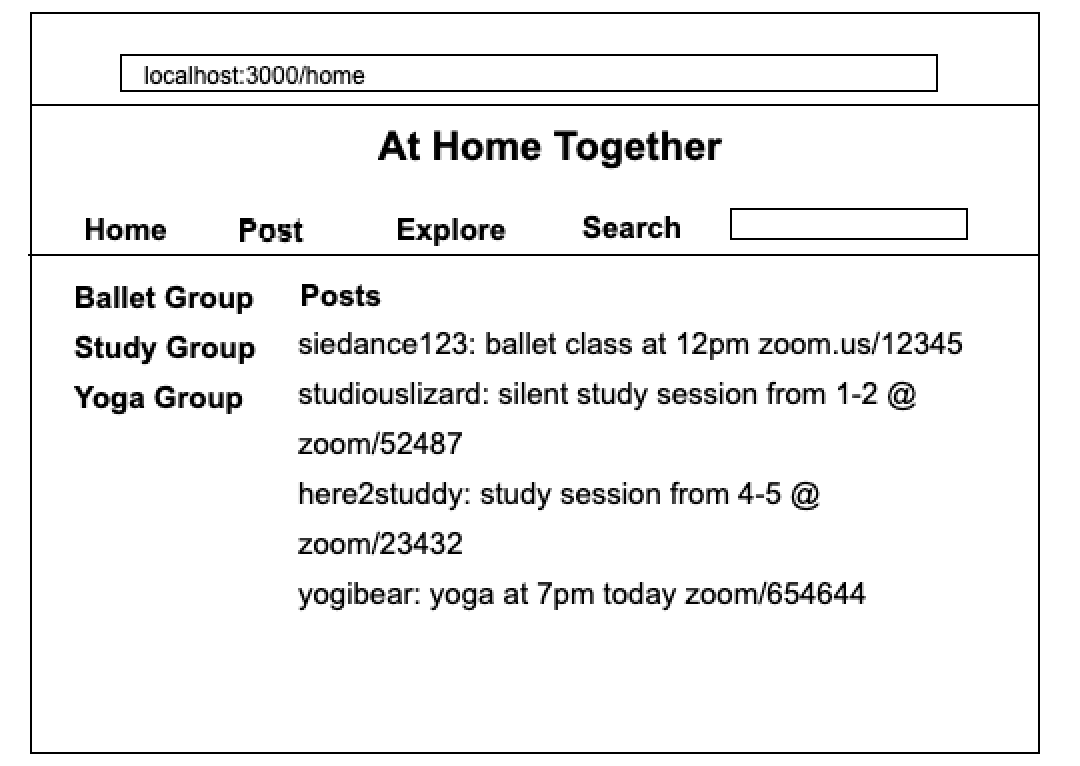 localhost:3000/home
At Home Together
Home Post Explore Search
Ballet Group
Study Group
Yoga Group
Posts
siedance123: ballet class at 12pm zoom.us/12345
studiouslizard: silent study session from 1-2 @
zoom/52487
here2studdy: study session from 4-5 @
zoom/23432
yogibear: yoga at 7pm today zoom/654644